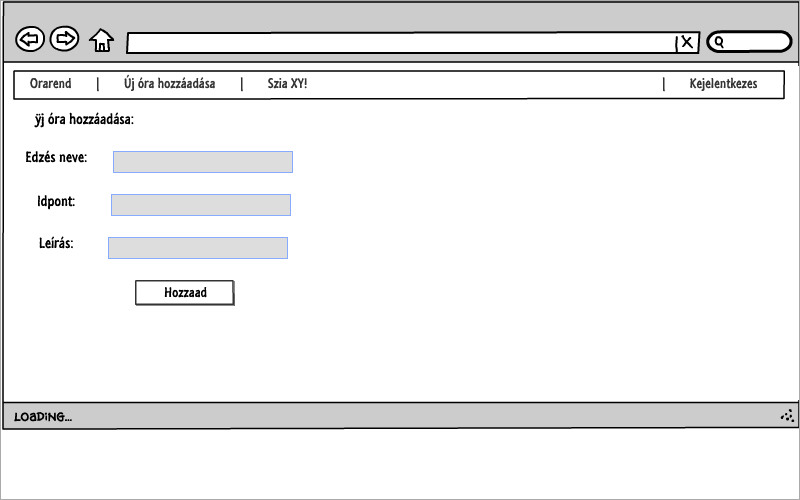 Orarend | Új óra hozzáadása | Szia XY! | Kejelentkezes
ÿj óra hozzáadása:
Edzés neve:
Idpont:
Leírás:
Hozzaad
LOADING...